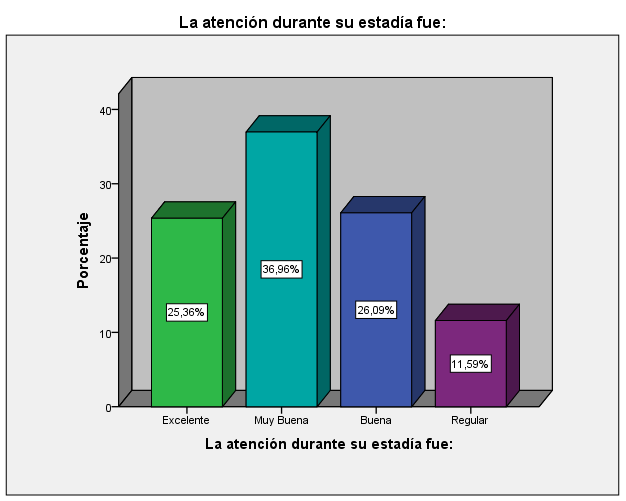 La atención durante su estadía fue:
Porcentaje
40
30
20
10
0
25,36%
36,96%
26,09%
11,59%
Excelente
Muy Buena
Buena
Regular
La atención durante su estadía fue: